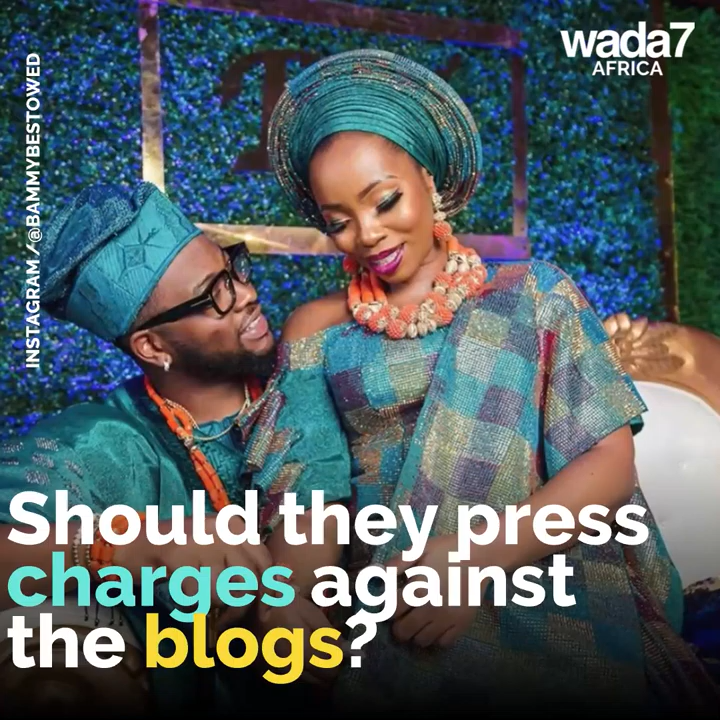 wada7
AFRICA
INSTAGRAM / @BAMMYBESTOWED
Should they press
charges against
the blogs?